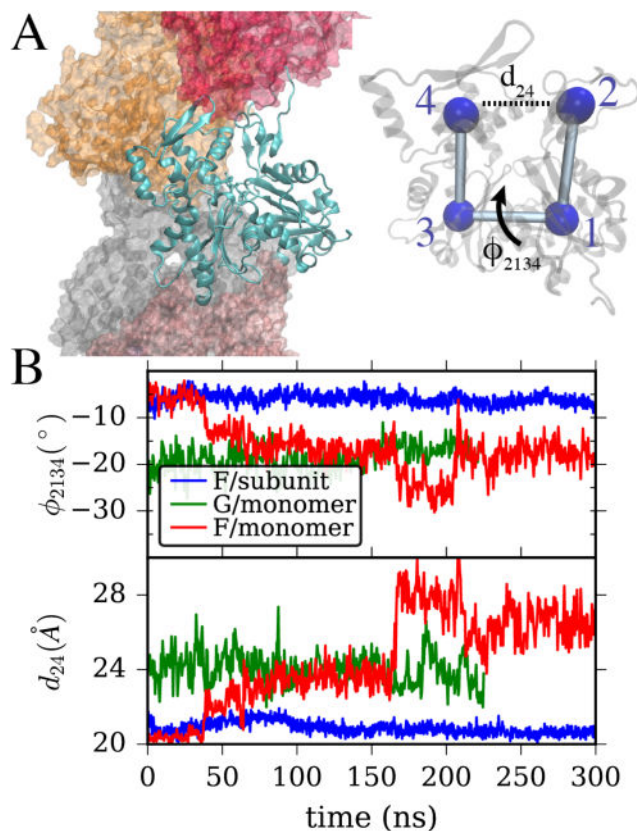 A
d24
4
2
3
1
ϕ2134
B
ϕ2134(°)
−10
−20
−30
F/subunit
G/monomer
F/monomer
d24(Å)
28
24
20
0 50 100 150 200 250 300
time (ns)